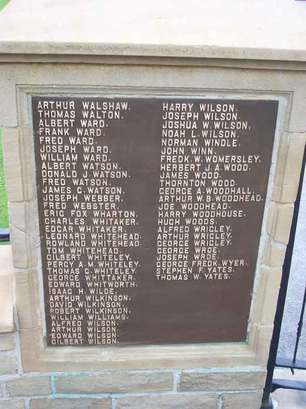 ARTHUR WALSHAW.
THOMAS WALTON.
ALBERT WARD.
FRANK WARD.
FRED WARD.
JOSEPH WARD.
WILLIAM WARD.
ALBERT WATSON.
DONALD J. WATSON.
FRED WATSON.
JAMES C. WATSON.
JOSEPH WEBBER.
FRED WEBSTER.
ERIC FOX WHARTON.
CHARLES WHITAKER.
EDGAR WHITAKER.
LEONARD WHITEHEAD.
ROWLAND WHITEHEAD.
TOM WHITEHEAD.
GILBERT WHITELEY.
PERCY A.M. WHITELEY.
THOMAS C. WHITELEY.
GEORGE WHITTAKER.
EDWARD WHITWORTH.
ISAAC H. WILDE.
ARTHUR WILKINSON.
DAVID WILKINSON.
ROBERT WILKINSON.
WILLIAM WILLIAMS.
ALFRED WILSON.
ARTHUR WILSON.
EDWARD WILSON.
GILBERT WILSON.
HARRY WILSON.
JOSEPH WILSON.
JOSHUA W. WILSON.
NOAH L. WILSON.
NORMAN WINDLE.
JOHN WINN.
FREDK W. WOMERSLEY.
HERBERT J. A. WOOD.
JAMES WOOD.
THORNTON WOOD.
GEORGE A. WOODHALL.
ARTHUR W. B. WOODHEAD.
JOE WOODHEAD.
HARRY WOODHOUSE.
HUGH WOODS.
ALFRED WRIGLEY.
ARTHUR WRIGLEY.
GEORGE WRIGLEY.
GEORGE WROE.
JOSEPH WROE.
GEORGE FREDK. WYER.
STEPHEN F. YATES.
THOMAS W. YATES.